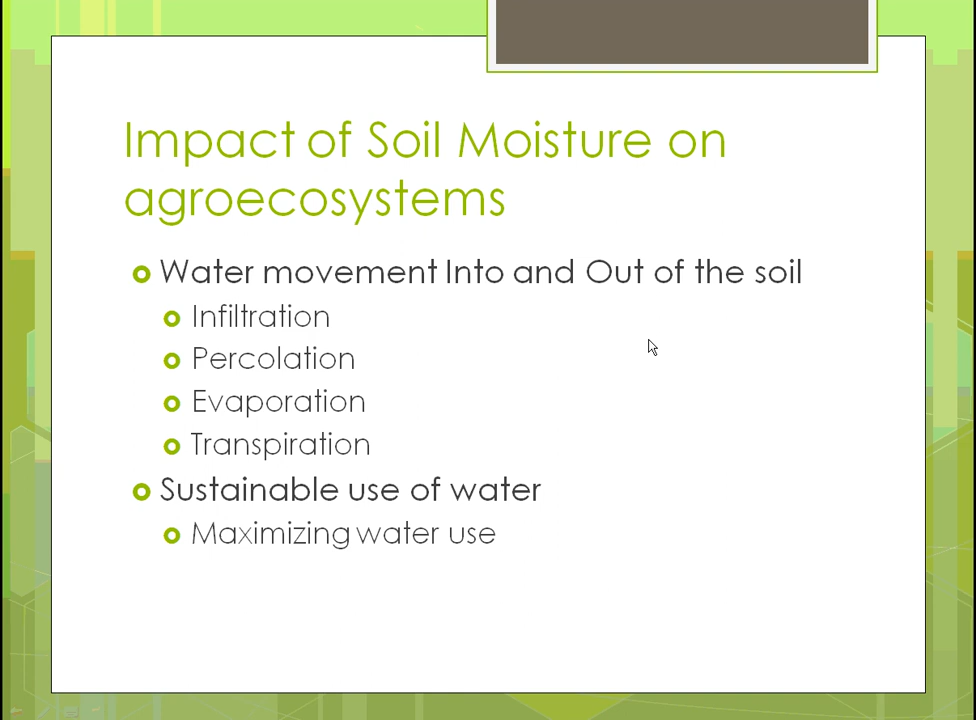 Impact of Soil Moisture on
agroecosystems
Water movement Into and Out of the soil
Infiltration
Percolation
Evaporation
Transpiration
Sustainable use of water
Maximizing water use